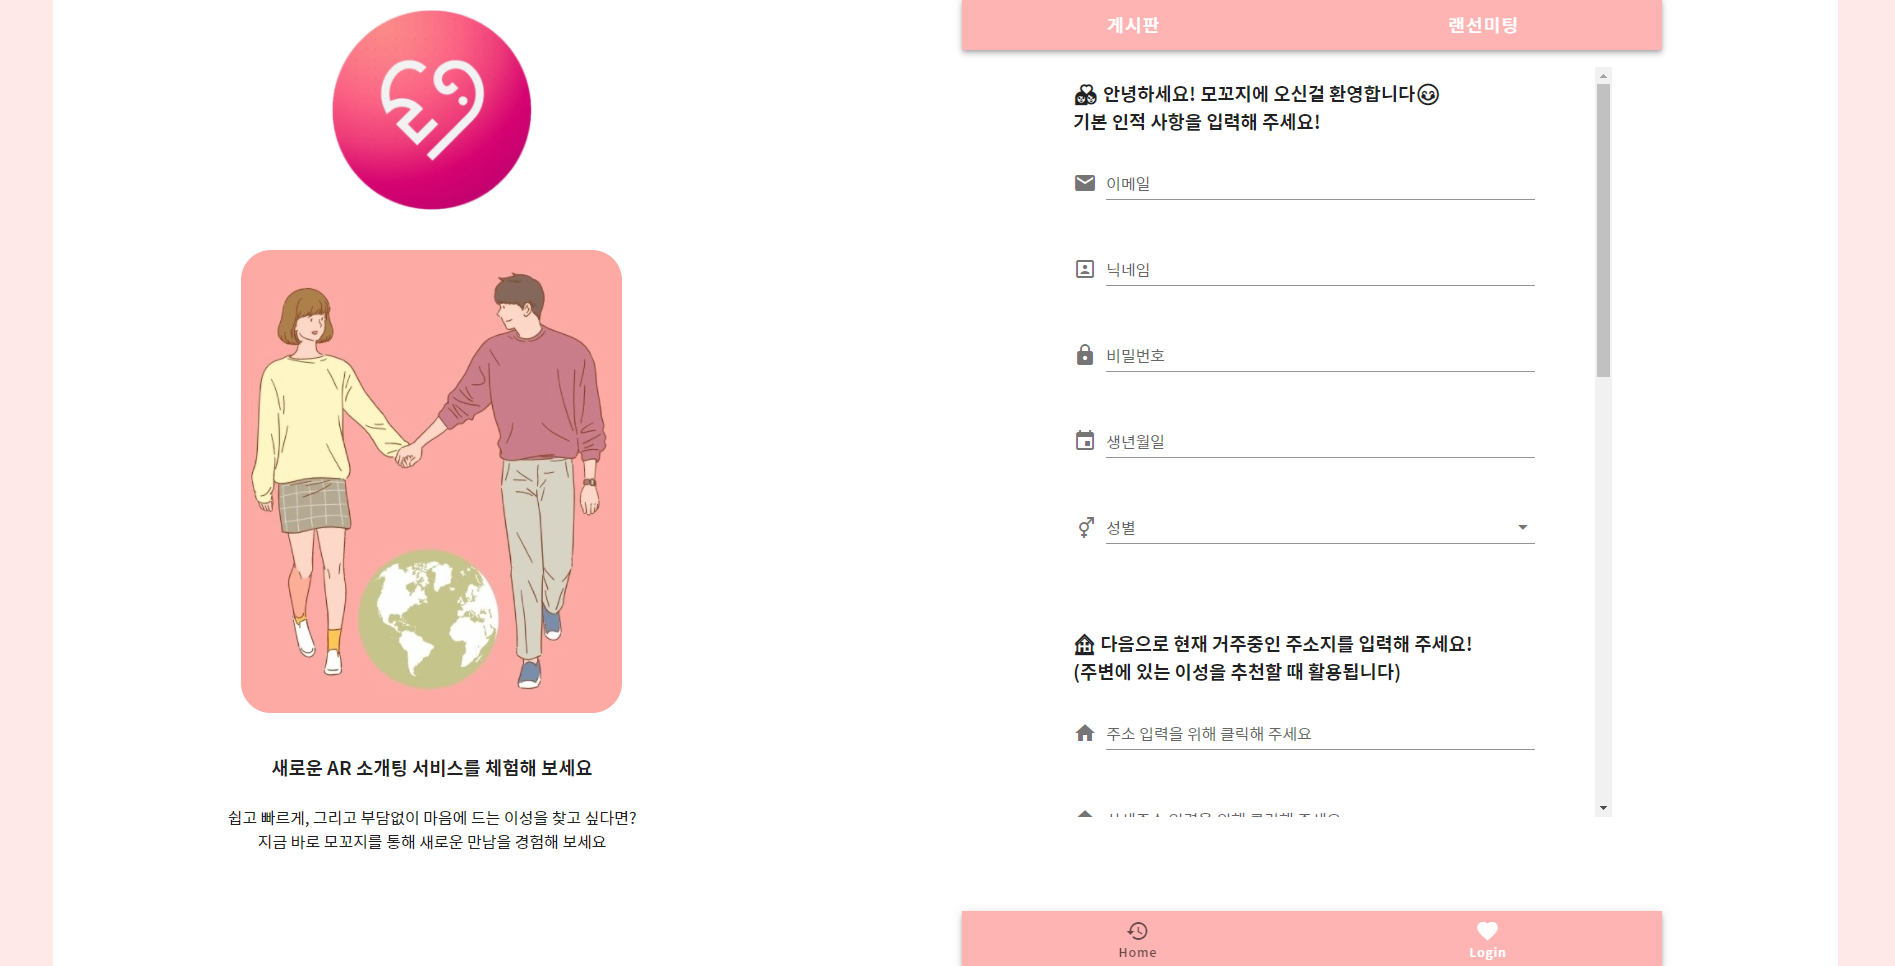 새로운 AR 소개팅 서비스를 체험해 보세요
쉽고 빠르게, 그리고 부담없이 마음에 드는 이성을 찾고 싶다면?
지금 바로 모꼬지를 통해 새로운 만남을 경험해 보세요
게시판
랜선미팅
안녕하세요! 모꼬지에 오신걸 환영합니다
기본 인적 사항을 입력해 주세요!
이메일
닉네임
비밀번호
생년월일
성별
다음으로 현재 거주중인 주소지를 입력해 주세요!
(주변에 있는 이성을 추천할 때 활용됩니다)
주소 입력을 위해 클릭해 주세요
Home
Login